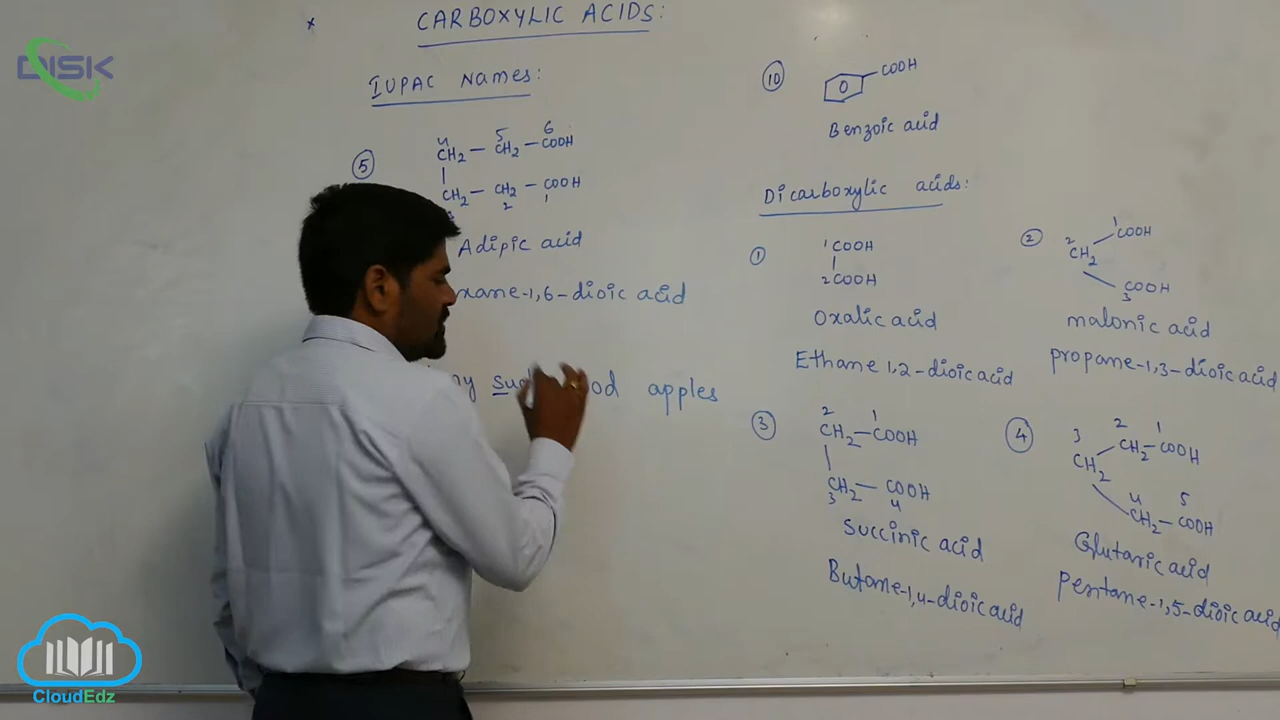 DISK
* CARBOXYLIC ACIDS:
IUPAC Names:
⑤
4 5 6
CH2 — CH2 — COOH
|
CH2 — CH2 — COOH
2 1
Adipic acid
xane-1,6-dioic acid
od apples
⑩ COOH
Benzoic acid
Dicarboxylic acids:
①
1 COOH
|
2 COOH
Oxalic acid
Ethane 1,2-dioic acid
②
1
COOH
2
CH2
COOH
3
malonic acid
propane-1,3-dioic acid
③
2 1
CH2 — COOH
|
CH2 — COOH
3 4
Succinic acid
Butane-1,4-dioic acid
④
3 2 1
CH2 — COOH
CH2
4 5
CH2 — COOH
Glutaric acid
Pentane-1,5-dioic acid
CloudEdz